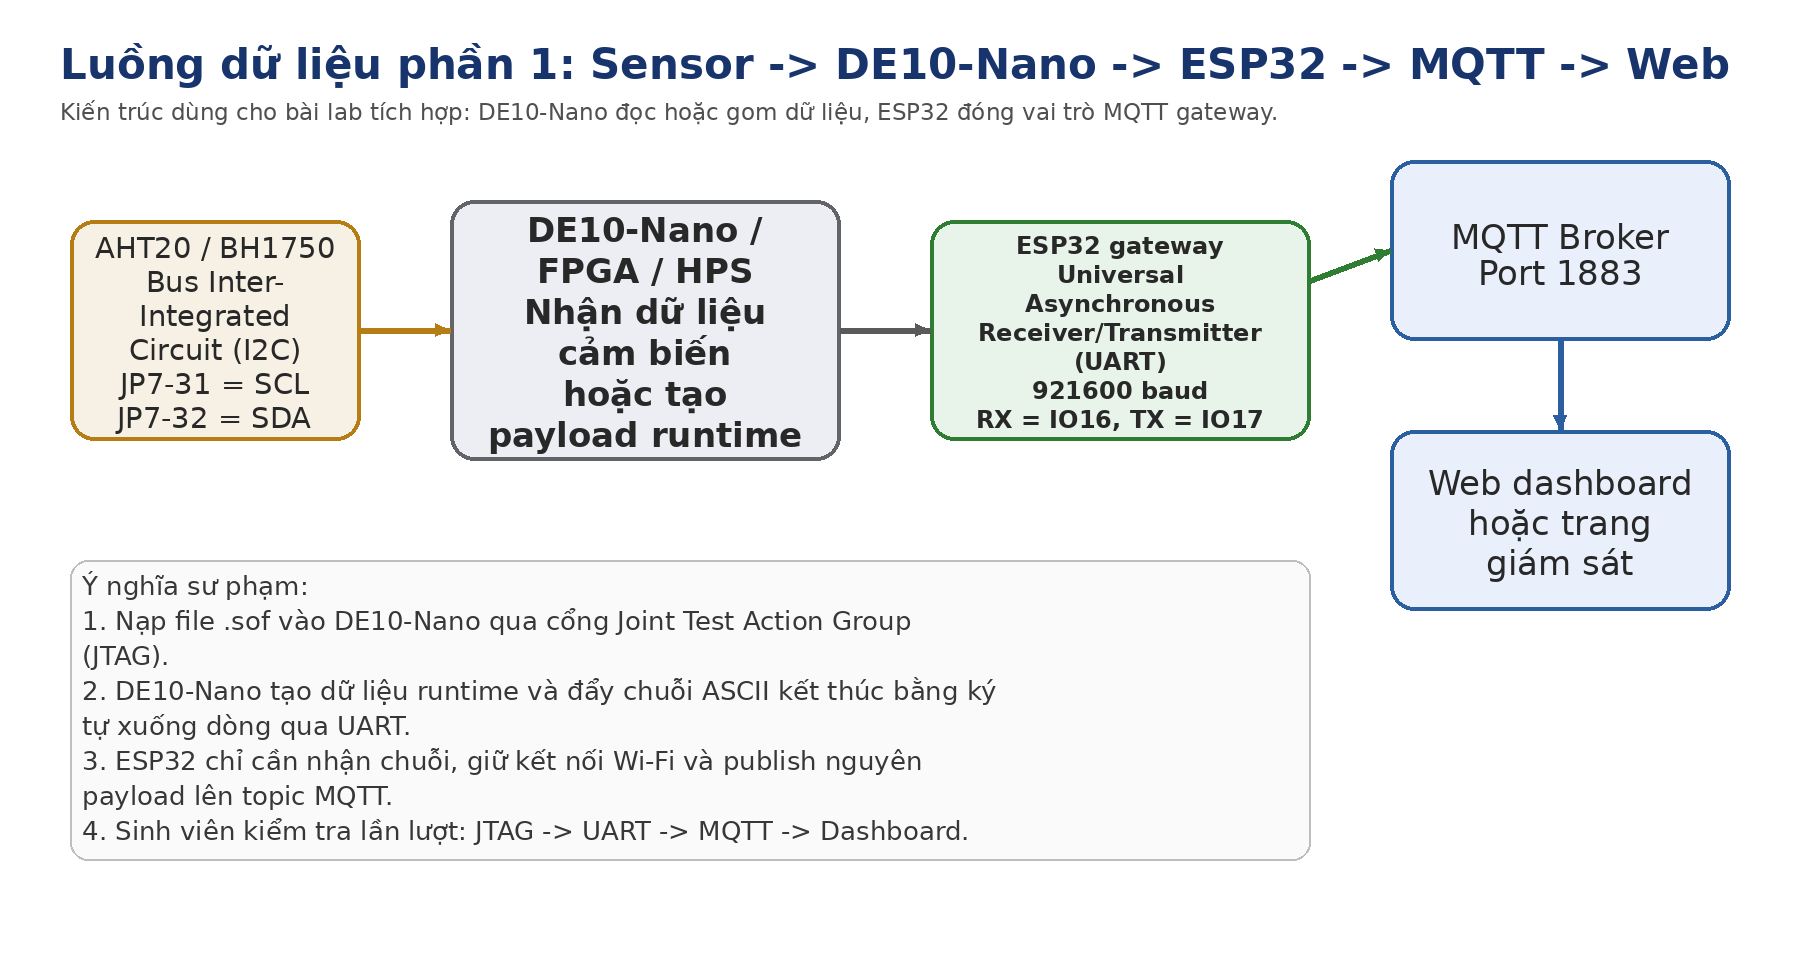 Luồng dữ liệu phần 1: Sensor -> DE10-Nano -> ESP32 -> MQTT -> Web
Kiến trúc dùng cho bài lab tích hợp: DE10-Nano đọc hoặc gom dữ liệu, ESP32 đóng vai trò MQTT gateway.
AHT20 / BH1750
Bus Inter-
Integrated
Circuit (I2C)
JP7-31 = SCL
JP7-32 = SDA
DE10-Nano /
FPGA / HPS
Nhận dữ liệu
cảm biến
hoặc tạo
payload runtime
ESP32 gateway
Universal
Asynchronous
Receiver/Transmitter
(UART)
921600 baud
RX = IO16, TX = IO17
MQTT Broker
Port 1883
Web dashboard
hoặc trang
giám sát
Ý nghĩa sư phạm:
1. Nạp file .sof vào DE10-Nano qua cổng Joint Test Action Group
(JTAG).
2. DE10-Nano tạo dữ liệu runtime và đẩy chuỗi ASCII kết thúc bằng ký
tự xuống dòng qua UART.
3. ESP32 chỉ cần nhận chuỗi, giữ kết nối Wi-Fi và publish nguyên
payload lên topic MQTT.
4. Sinh viên kiểm tra lần lượt: JTAG -> UART -> MQTT -> Dashboard.